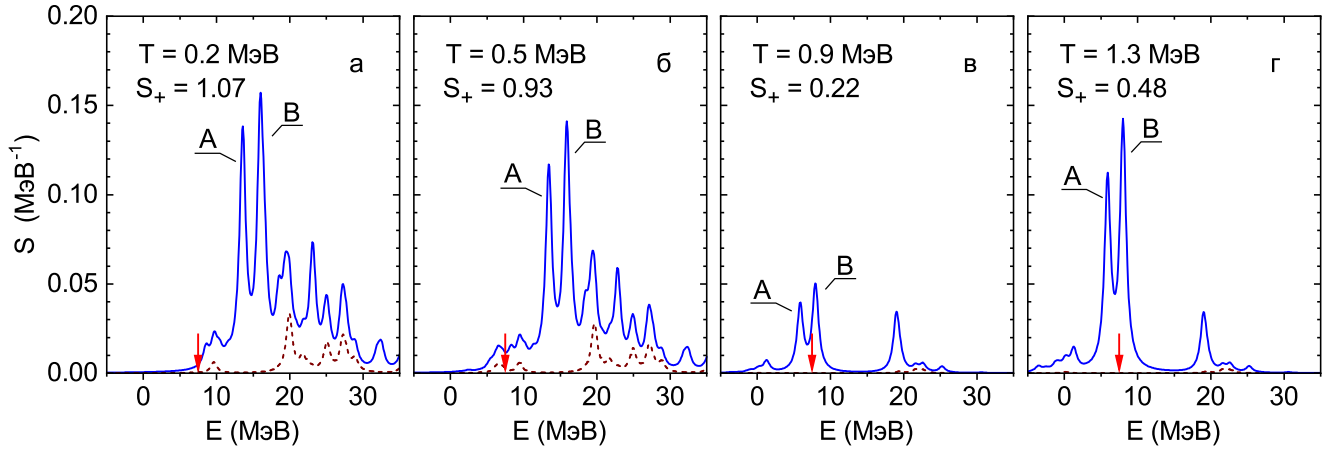 0.20
0.15
0.10
0.05
0.00
S (МэВ⁻¹)
T = 0.2 МэВ
а
S₊ = 1.07
A
B
0 10 20 30
E (МэВ)
T = 0.5 МэВ
б
S₊ = 0.93
A
B
0 10 20 30
E (МэВ)
T = 0.9 МэВ
в
S₊ = 0.22
A
B
0 10 20 30
E (МэВ)
T = 1.3 МэВ
г
S₊ = 0.48
A
B
0 10 20 30
E (МэВ)